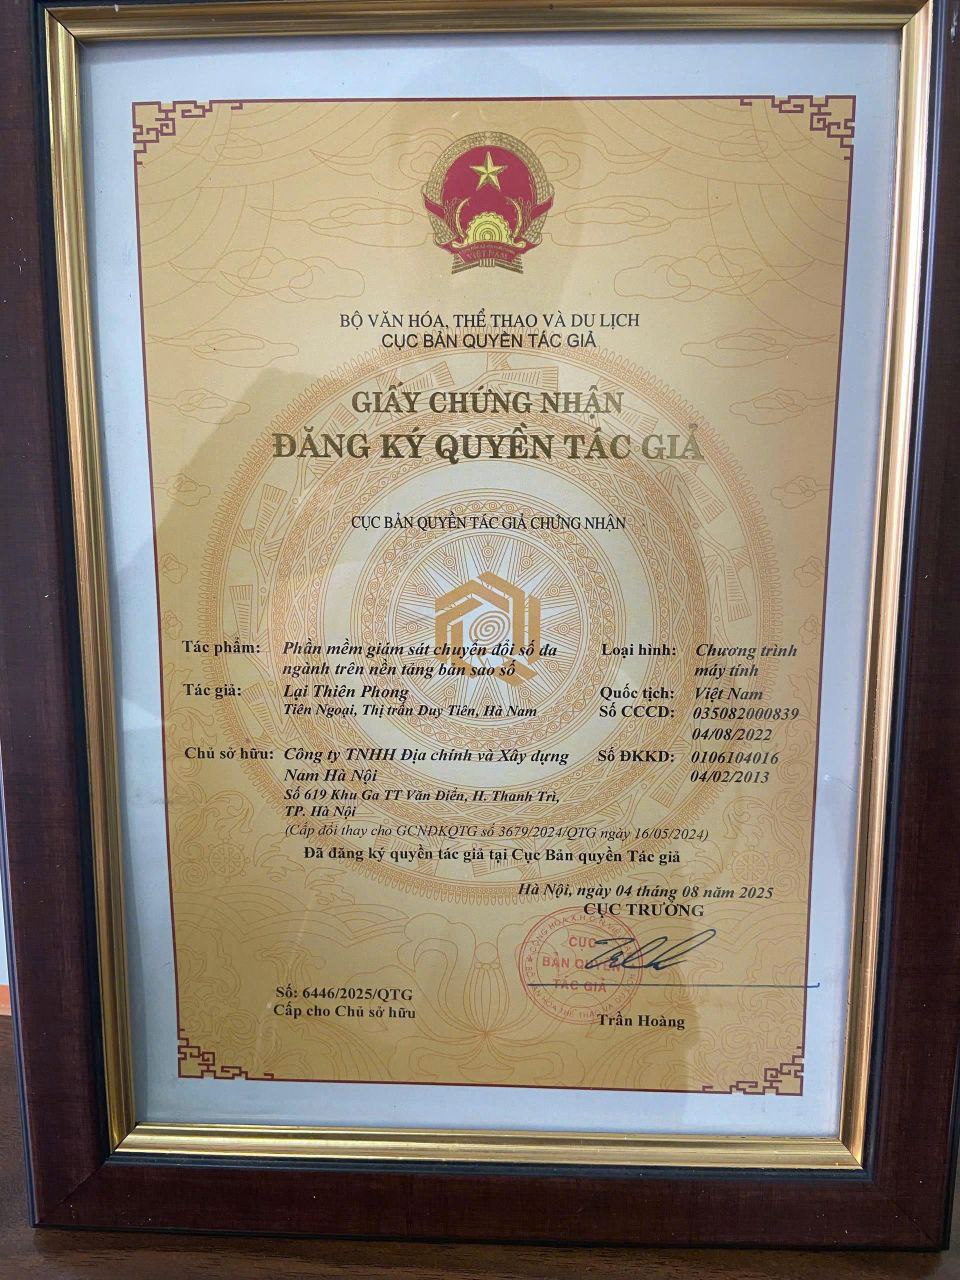 VIỆT NAM
BỘ VĂN HÓA, THỂ THAO VÀ DU LỊCH
CỤC BẢN QUYỀN TÁC GIẢ
GIẤY CHỨNG NHẬN
ĐĂNG KÝ QUYỀN TÁC GIẢ
CỤC BẢN QUYỀN TÁC GIẢ CHỨNG NHẬN
Tác phẩm: Phần mềm giám sát chuyển đổi số đa Loại hình: Chương trình
ngành trên nền tảng bản sao số máy tính
Tác giả: Lại Thiên Phong Quốc tịch: Việt Nam
Tiên Ngoại, Thị trấn Duy Tiên, Hà Nam Số CCCD: 035082000839
04/08/2022
Chủ sở hữu: Công ty TNHH Địa chính và Xây dựng Số ĐKKD: 0106104016
Nam Hà Nội 04/02/2013
Số 619 Khu Ga TT Văn Điển, H. Thanh Trì,
TP. Hà Nội
(Cấp đổi thay cho GCNĐKQTG số 3679/2024/QTG ngày 16/05/2024)
Đã đăng ký quyền tác giả tại Cục Bản quyền Tác giả
Hà Nội, ngày 04 tháng 08 năm 2025
CỤC TRƯỞNG
CỤC
BẢN QUYỀN
TÁC GIẢ
Số: 6446/2025/QTG
Cấp cho Chủ sở hữu
Trần Hoàng